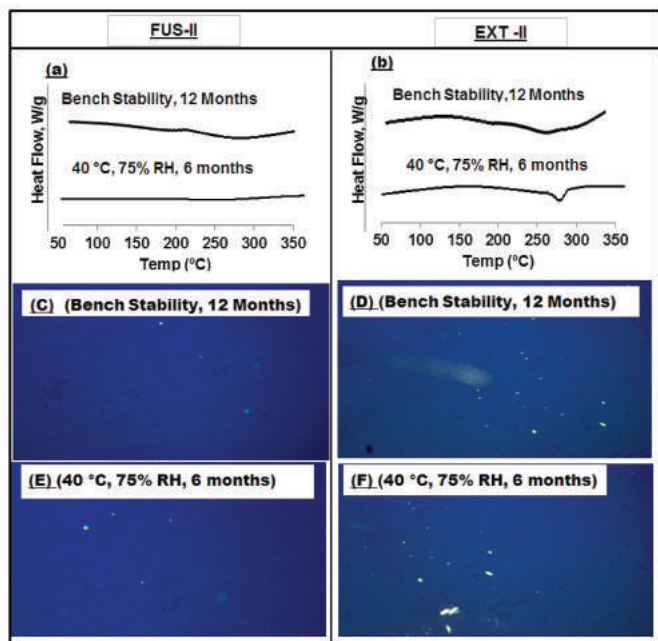 FUS-II
EXT -II
(a)
Bench Stability, 12 Months
40 °C, 75% RH, 6 months
Heat Flow, W/g
50 100 150 200 250 300 350
Temp (ºC)
(b)
Bench Stability, 12 Months
40 °C, 75% RH, 6 months
Heat Flow, W/g
50 100 150 200 250 300 350
Temp (ºC)
(C) (Bench Stability, 12 Months)
(D) (Bench Stability, 12 Months)
(E) (40 °C, 75% RH, 6 months)
(F) (40 °C, 75% RH, 6 months)